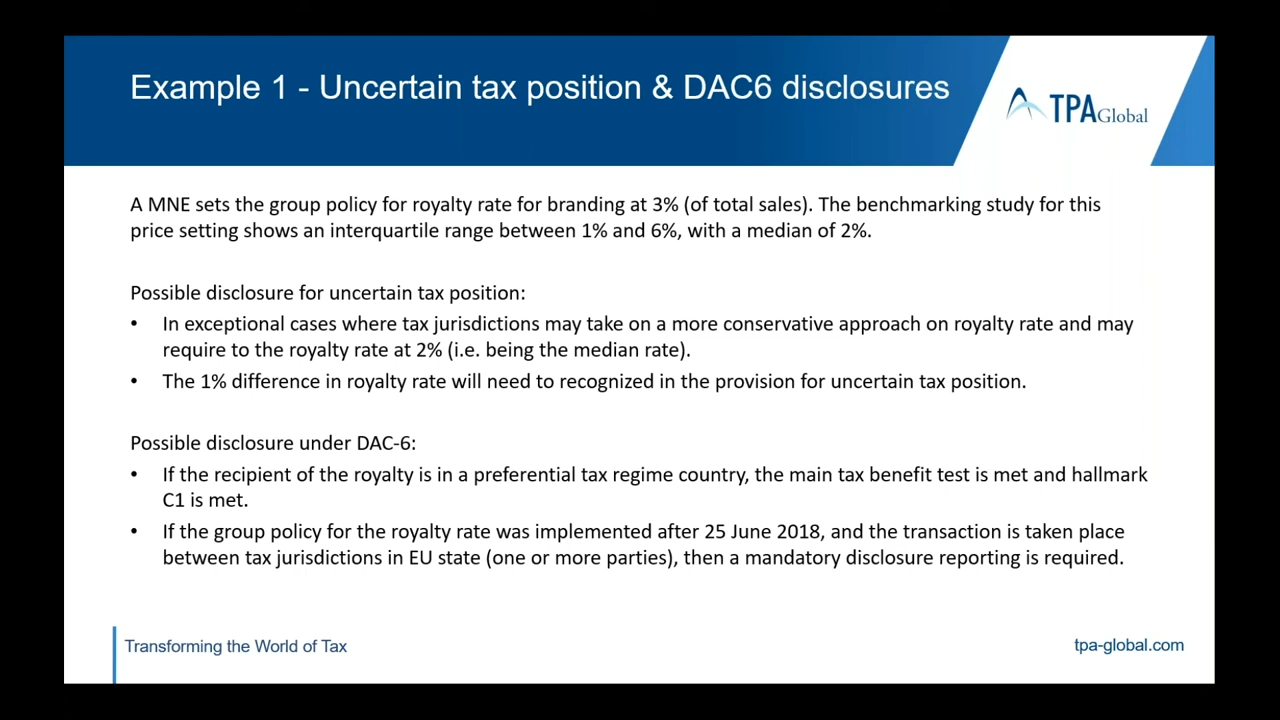 Example 1 - Uncertain tax position & DAC6 disclosures
TPAGlobal
A MNE sets the group policy for royalty rate for branding at 3% (of total sales). The benchmarking study for this
price setting shows an interquartile range between 1% and 6%, with a median of 2%.
Possible disclosure for uncertain tax position:
• In exceptional cases where tax jurisdictions may take on a more conservative approach on royalty rate and may
require to the royalty rate at 2% (i.e. being the median rate).
• The 1% difference in royalty rate will need to recognized in the provision for uncertain tax position.
Possible disclosure under DAC-6:
• If the recipient of the royalty is in a preferential tax regime country, the main tax benefit test is met and hallmark
C1 is met.
• If the group policy for the royalty rate was implemented after 25 June 2018, and the transaction is taken place
between tax jurisdictions in EU state (one or more parties), then a mandatory disclosure reporting is required.
Transforming the World of Tax
tpa-global.com